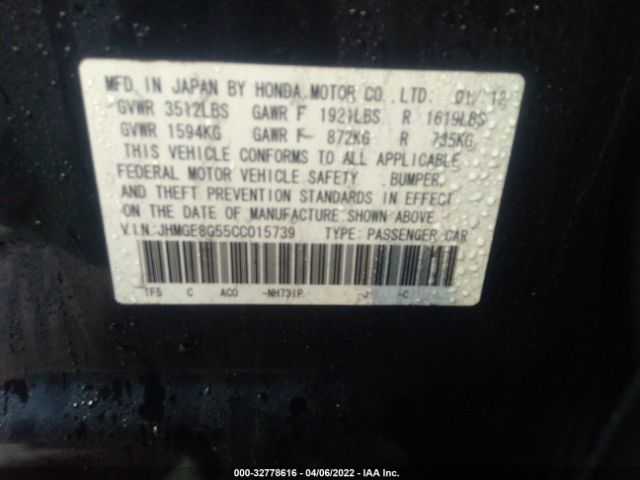 MFD. IN JAPAN BY HONDA MOTOR CO., LTD. 01/12
GVWR 3512LBS GAWR F 1921LBS R 1619LBS
GVWR 1594KG GAWR F 872KG R 735KG
THIS VEHICLE CONFORMS TO ALL APPLICABLE
FEDERAL MOTOR VEHICLE SAFETY, BUMPER,
AND THEFT PREVENTION STANDARDS IN EFFECT
ON THE DATE OF MANUFACTURE SHOWN ABOVE.
V.I.N:JHMGE8G55CC015739 TYPE: PASSENGER CAR
TF5 C ACO -NH731P -C
000-32778616 - 04/06/2022 - IAA Inc.